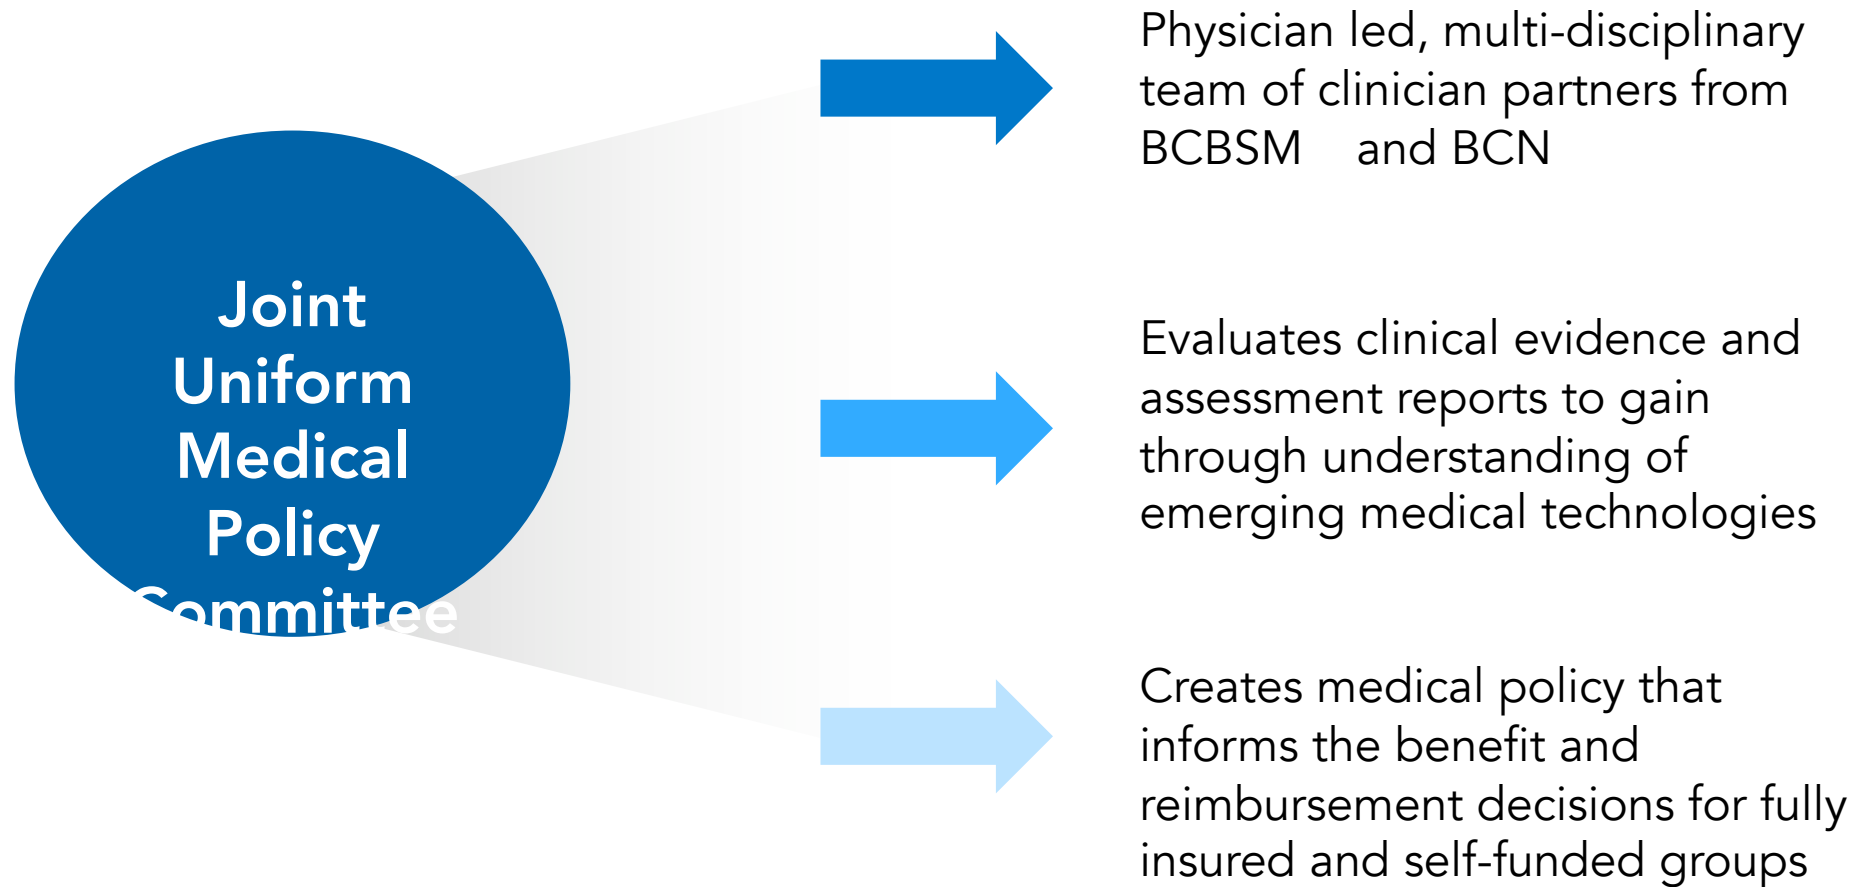 Joint
Uniform
Medical
Policy
Committee
Physician led, multi-disciplinary
team of clinician partners from
BCBSM and BCN
Evaluates clinical evidence and
assessment reports to gain
through understanding of
emerging medical technologies
Creates medical policy that
informs the benefit and
reimbursement decisions for fully
insured and self-funded groups